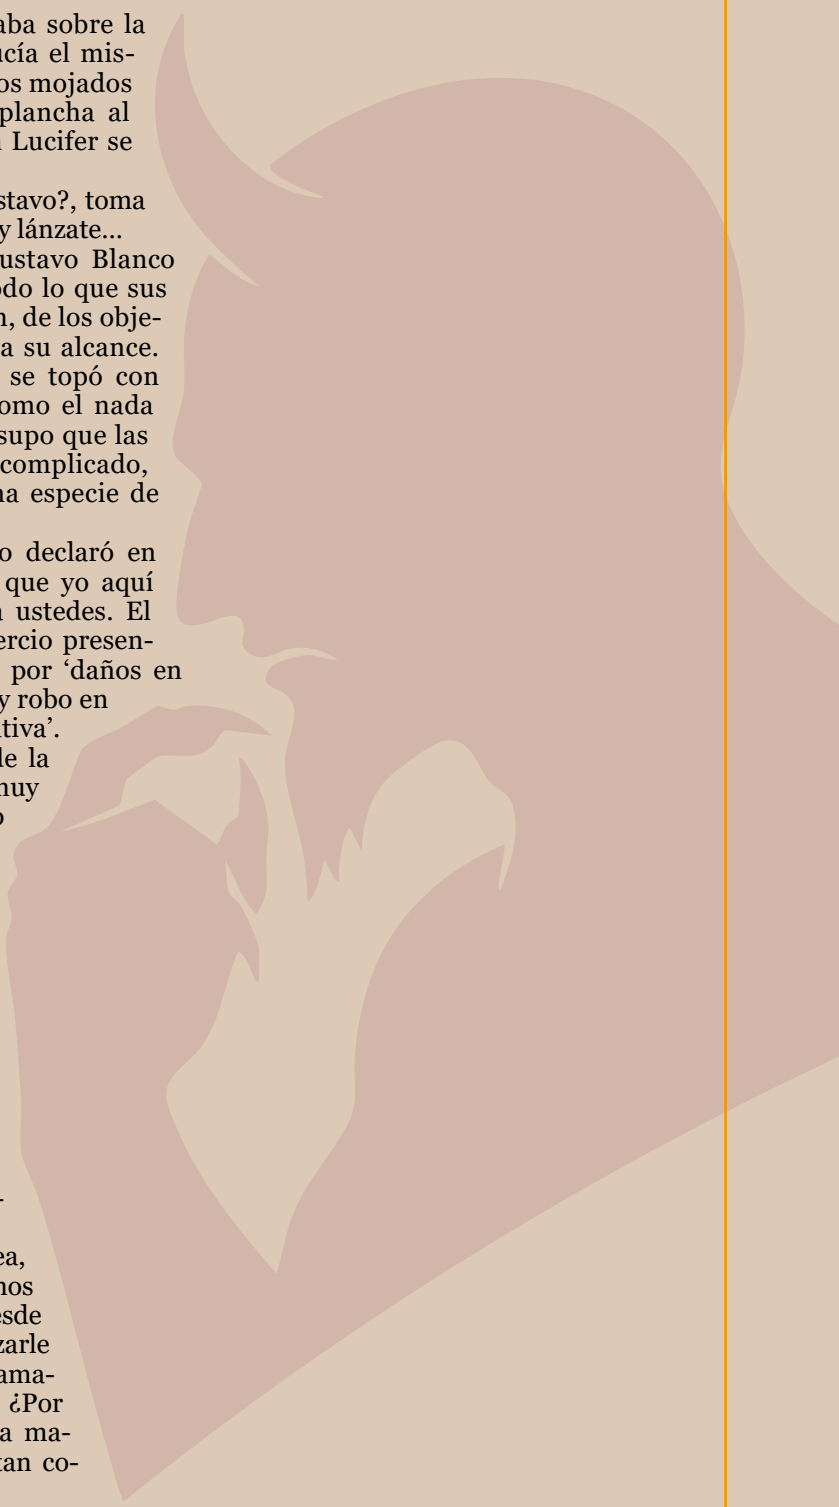 aba sobre la
ucía el mis-
os mojados
plancha al
Lucifer se
stavo?, toma
y lánzate...
ustavo Blanco
odo lo que sus
n, de los obje-
a su alcance.
se topó con
omo el nada
supo que las
complicado,
na especie de
o declaró en
que yo aquí
a ustedes. El
ercio presen-
por ‘daños en
y robo en
tiva’.
de la
muy
o
-
ea,
nos
esde
zarle
ama-
¿Por
a ma-
tan co-